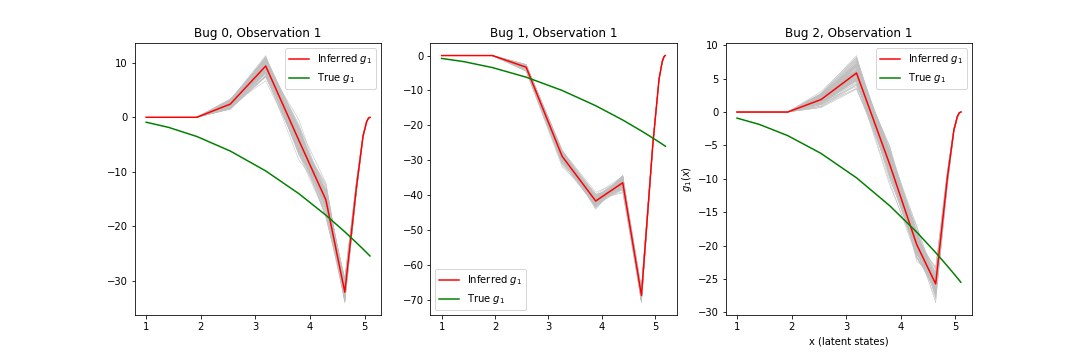 Bug 0, Observation 1
10
0
−10
−20
−30
1 2 3 4 5
Inferred g₁
True g₁
Bug 1, Observation 1
0
−10
−20
−30
−40
−50
−60
−70
1 2 3 4 5
Inferred g₁
True g₁
Bug 2, Observation 1
g₁(x)
10
5
0
−5
−10
−15
−20
−25
−30
1 2 3 4 5
x (latent states)
Inferred g₁
True g₁